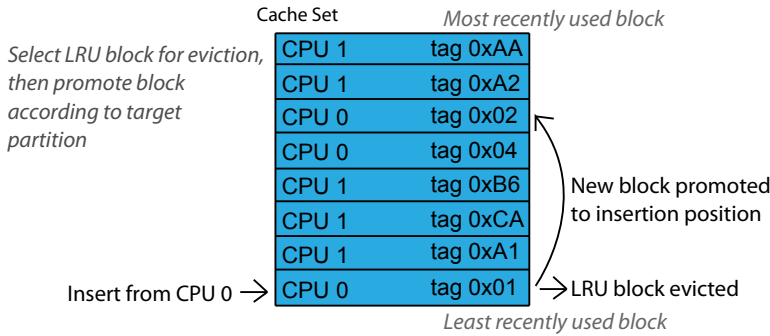 Cache Set
Most recently used block
Select LRU block for eviction,
then promote block
according to target
partition
CPU 1 tag 0xAA
CPU 1 tag 0xA2
CPU 0 tag 0x02
CPU 0 tag 0x04
CPU 1 tag 0xB6
CPU 1 tag 0xCA
CPU 1 tag 0xA1
CPU 0 tag 0x01
New block promoted
to insertion position
Insert from CPU 0
LRU block evicted
Least recently used block